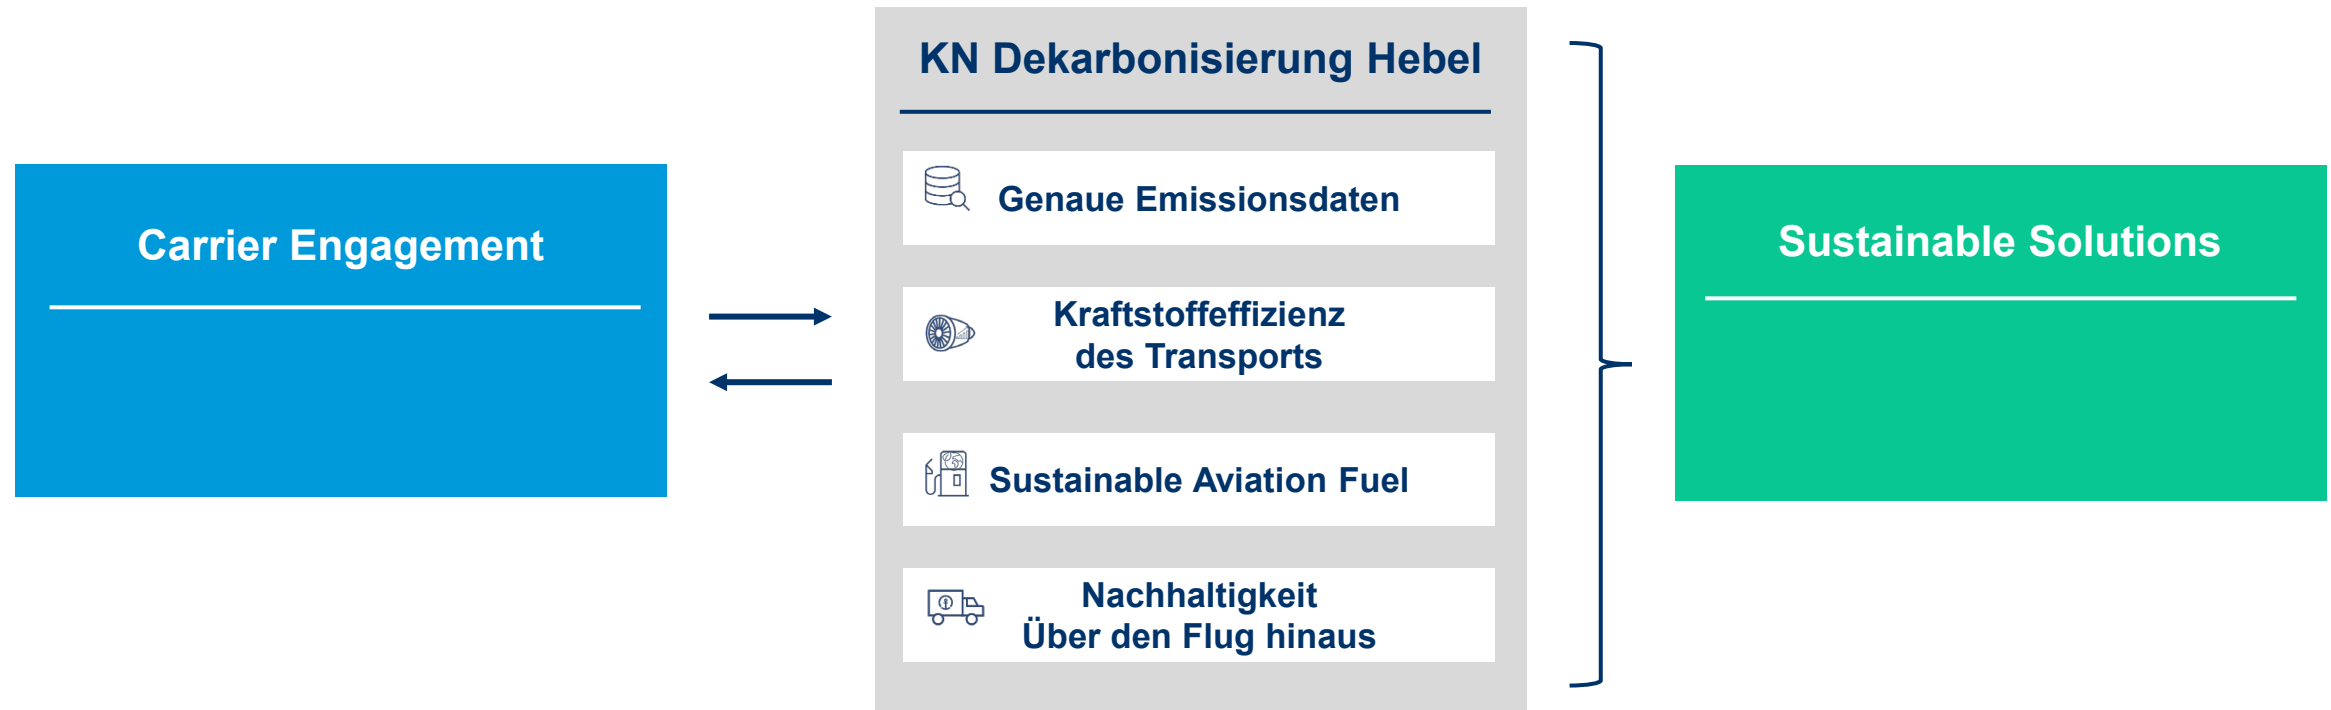 Carrier Engagement
KN Dekarbonisierung Hebel
Genaue Emissionsdaten
Kraftstoffeffizienz
des Transports
Sustainable Aviation Fuel
Nachhaltigkeit
Über den Flug hinaus
Sustainable Solutions